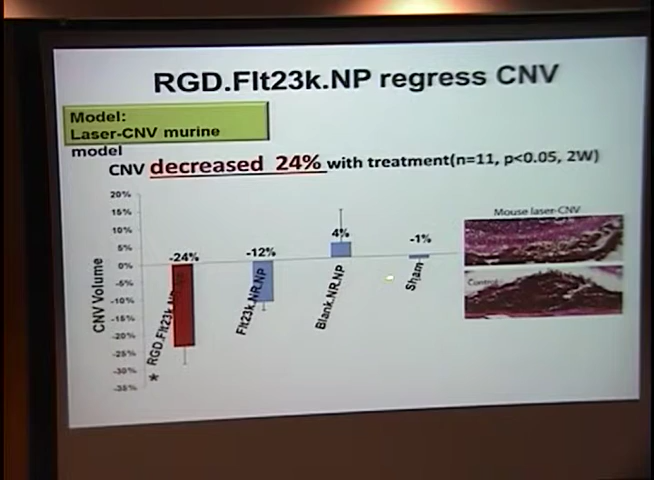 RGD.Flt23k.NP regress CNV
Model:
Laser-CNV murine
model
CNV decreased 24% with treatment(n=11, p<0.05, 2W)
20%
15%
10%
5%
0%
-5%
-10%
-15%
-20%
-25%
-30%
-35%
CNV Volume
-24%
-12%
4%
-1%
* RGD.Flt23k.
Flt23k.NR.NP
Blank.NR.NP
Sham
Mouse laser-CNV
Control